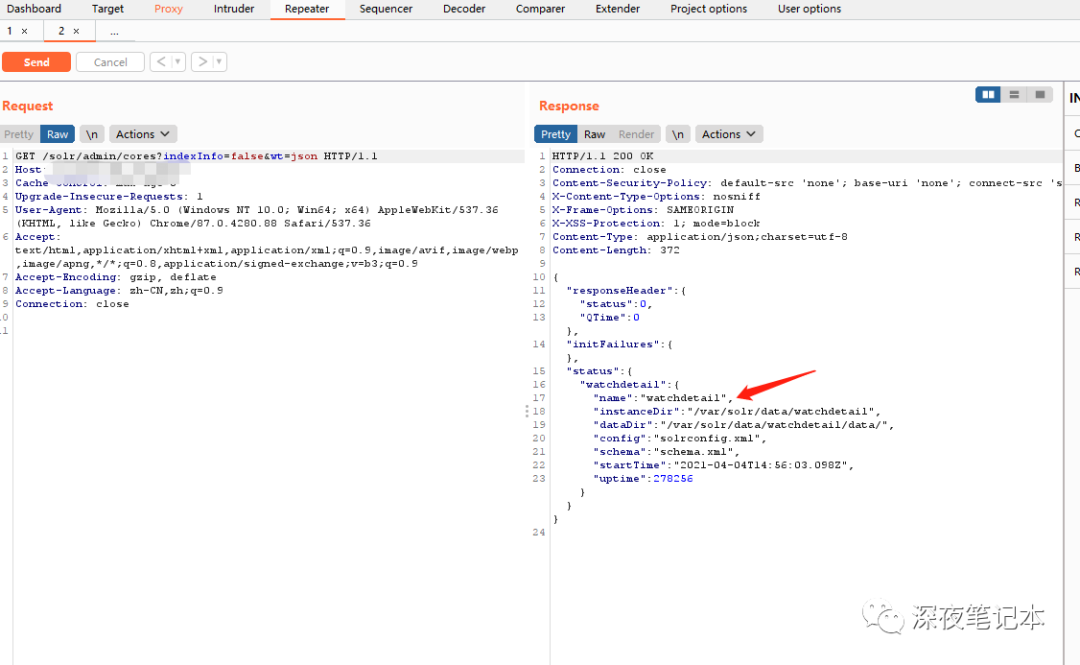 Dashboard Target Proxy Intruder Repeater Sequencer Decoder Comparer Extender Project options User options
1 × 2 × ...
Send Cancel < ▾ > ▾
Request
Pretty Raw \n Actions
1 GET /solr/admin/cores?indexInfo=false&wt=json HTTP/1.1
2 Host:
3 Cache-Control:
4 Upgrade-Insecure-Requests: 1
5 User-Agent: Mozilla/5.0 (Windows NT 10.0; Win64; x64) AppleWebKit/537.36
(KHTML, like Gecko) Chrome/87.0.4280.88 Safari/537.36
6 Accept:
text/html,application/xhtml+xml,application/xml;q=0.9,image/avif,image/webp
,image/apng,*/*;q=0.8,application/signed-exchange;v=b3;q=0.9
7 Accept-Encoding: gzip, deflate
8 Accept-Language: zh-CN,zh;q=0.9
9 Connection: close
0
1
Response
Pretty Raw Render \n Actions
1 HTTP/1.1 200 OK
2 Connection: close
3 Content-Security-Policy: default-src 'none'; base-uri 'none'; connect-src 's
4 X-Content-Type-Options: nosniff
5 X-Frame-Options: SAMEORIGIN
6 X-XSS-Protection: 1; mode=block
7 Content-Type: application/json;charset=utf-8
8 Content-Length: 372
9
10 {
11 "responseHeader":{
12 "status":0,
13 "QTime":0
},
14 "initFailures":{
},
15 "status":{
16 "watchdetail":{
17 "name":"watchdetail",
18 "instanceDir":"/var/solr/data/watchdetail",
19 "dataDir":"/var/solr/data/watchdetail/data/",
20 "config":"solrconfig.xml",
21 "schema":"schema.xml",
22 "startTime":"2021-04-04T14:56:03.098Z",
23 "uptime":278256
}
}
}
24
IN
深夜笔记本